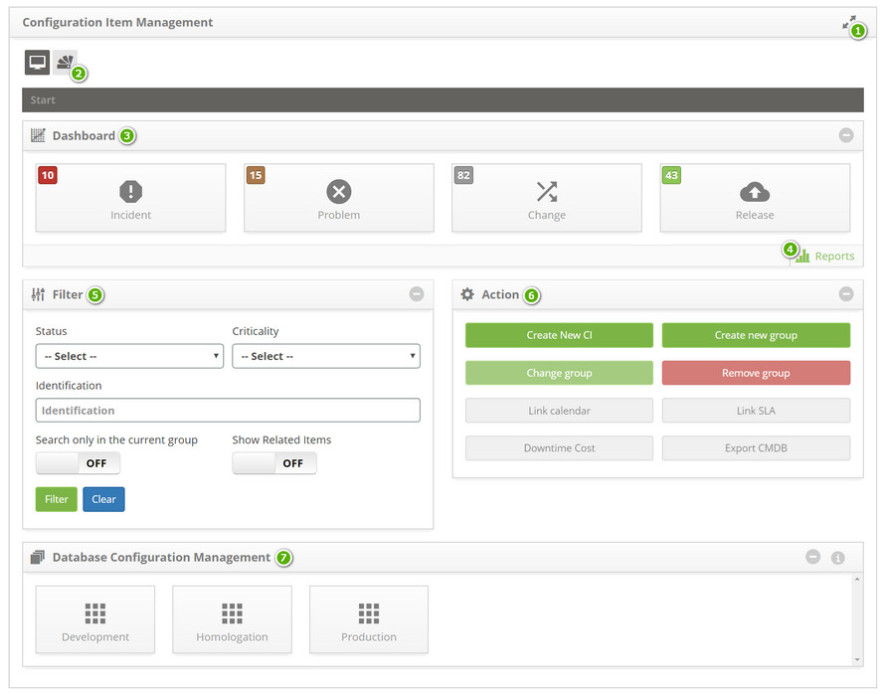 Configuration Item Management
1
2
Start
Dashboard 3
10
Incident
15
Problem
82
Change
43
Release
4 Reports
Filter 5
Status
Criticality
-- Select --
-- Select --
Identification
Identification
Search only in the current group
Show Related Items
OFF
OFF
Filter
Clear
Action 6
Create New CI
Create new group
Change group
Remove group
Link calendar
Link SLA
Downtime Cost
Export CMDB
Database Configuration Management 7
Development
Homologation
Production